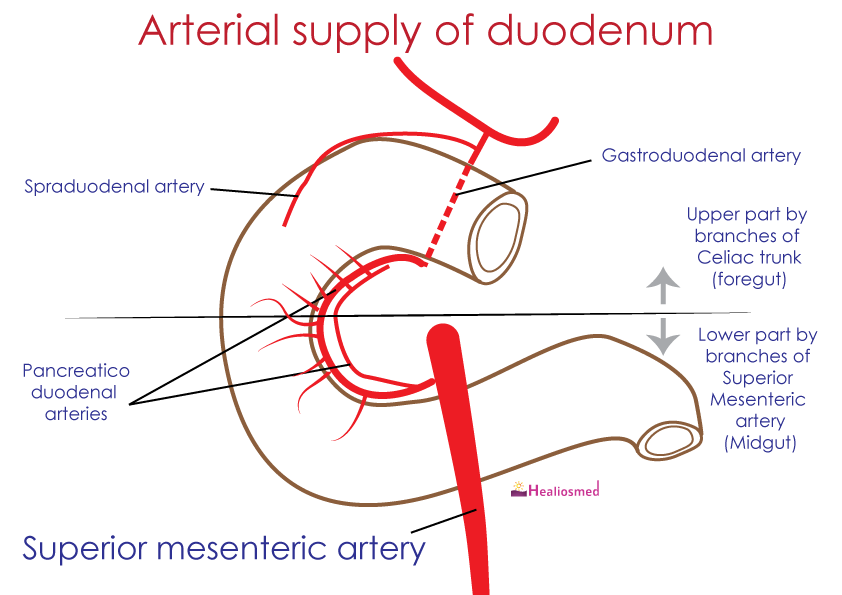 Arterial supply of duodenum
Gastroduodenal artery
Spraduodenal artery
Upper part by
branches of
Celiac trunk
(foregut)
Lower part by
branches of
Superior
Mesenteric
artery
(Midgut)
Pancreatico
duodenal
arteries
Healiosmed
Superior mesenteric artery